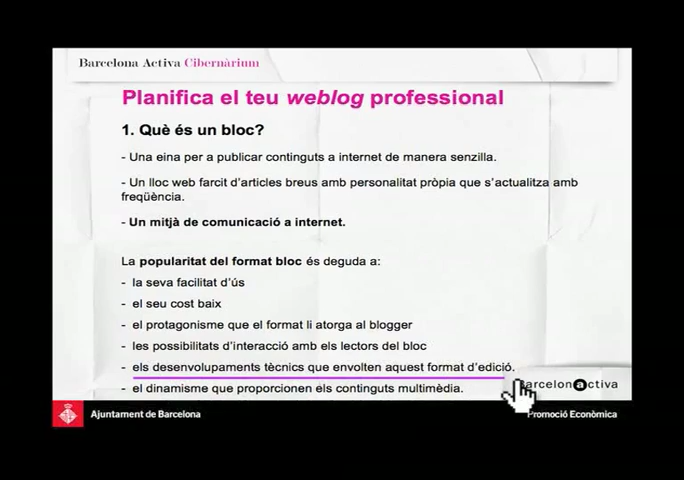 Barcelona Activa Cibernàrium
Planifica el teu weblog professional
1. Què és un bloc?
- Una eina per a publicar continguts a internet de manera senzilla.
- Un lloc web farcit d'articles breus amb personalitat pròpia que s'actualitza amb
freqüència.
- Un mitjà de comunicació a internet.
La popularitat del format bloc és deguda a:
- la seva facilitat d'ús
- el seu cost baix
- el protagonisme que el format li atorga al blogger
- les possibilitats d'interacció amb els lectors del bloc
- els desenvolupaments tècnics que envolten aquest format d'edició.
- el dinamisme que proporcionen els continguts multimèdia.
Barcelonactiva
Ajuntament de Barcelona
Promoció Econòmica